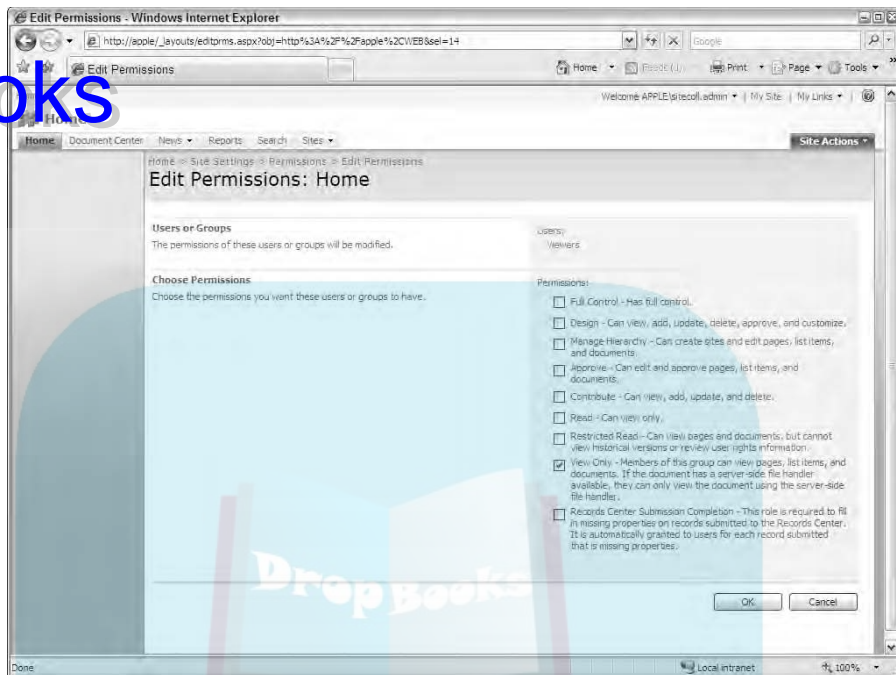 Edit Permissions - Windows Internet Explorer
http://apple/_layouts/editprms.aspx?obj=http%3A%2F%2Fapple%2CWEB&sel=14
Google
Edit Permissions
Home
Print
Page
Tools
oks
Welcome APPLE\sitecoll.admin
My Site
My Links
Home
Home Document Center News Reports Search Sites
Site Actions
Home > Site Settings > Permissions > Edit Permissions
Edit Permissions: Home
Users or Groups
The permissions of these users or groups will be modified.
Users:
Viewers
Choose Permissions
Choose the permissions you want these users or groups to have.
Permissions:
Full Control - Has full control.
Design - Can view, add, update, delete, approve, and customize.
Manage Hierarchy - Can create sites and edit pages, list items,
and documents.
Approve - Can edit and approve pages, list items, and
documents.
Contribute - Can view, add, update, and delete.
Read - Can view only.
Restricted Read - Can view pages and documents, but cannot
view historical versions or review user rights information.
View Only - Members of this group can view pages, list items, and
documents. If the document has a server-side file handler
available, they can only view the document using the server-side
file handler.
Records Center Submission Completion - This role is required to fill
in missing properties on records submitted to the Records Center.
It is automatically granted to users for each record submitted
that is missing properties.
Drop Books
OK
Cancel
Done
Local intranet
100%